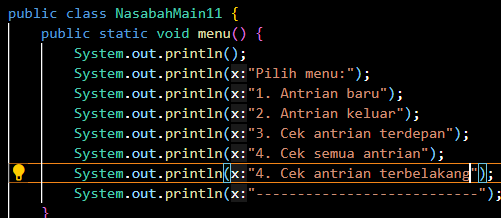 public class NasabahMain11 {
public static void menu() {
System.out.println();
System.out.println(x:"Pilih menu:");
System.out.println(x:"1. Antrian baru");
System.out.println(x:"2. Antrian keluar");
System.out.println(x:"3. Cek antrian terdepan");
System.out.println(x:"4. Cek semua antrian");
System.out.println(x:"4. Cek antrian terbelakang");
System.out.println(x:"---------------------------");
}